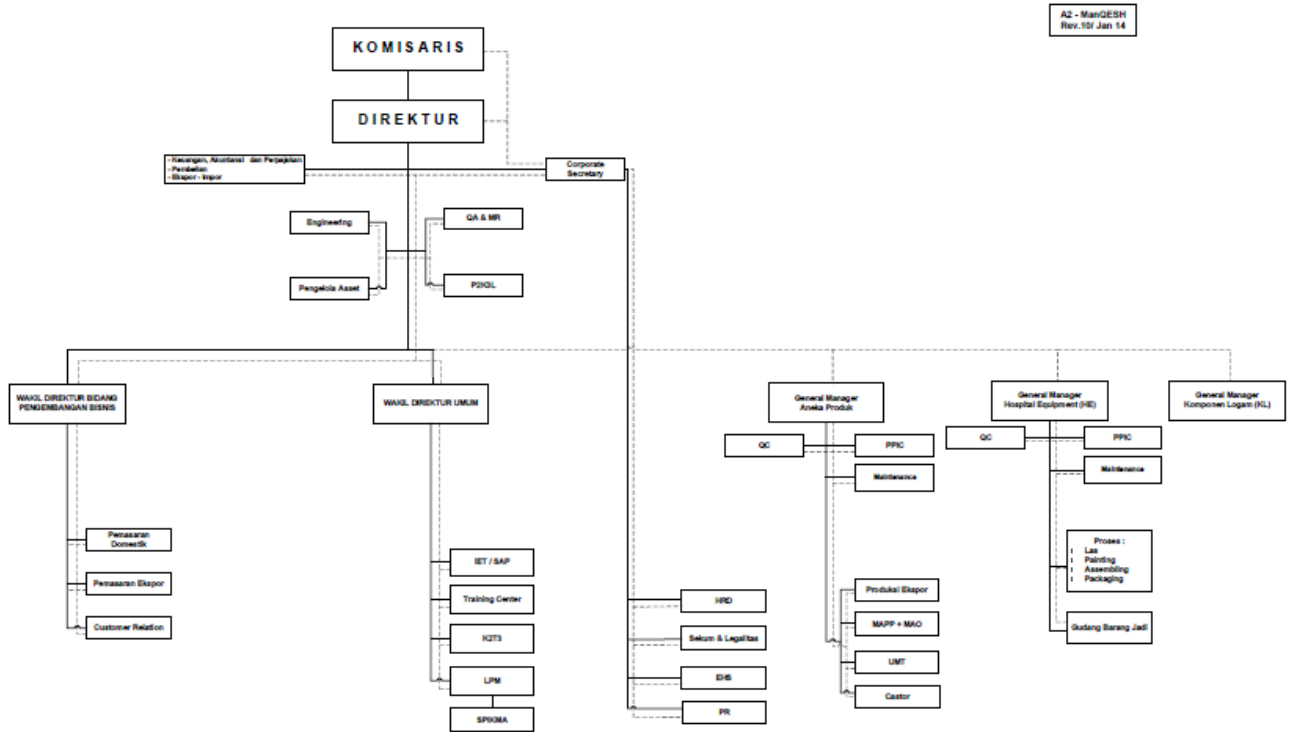 A2 - ManQESH
Rev.10/ Jan 14
KOMISARIS
DIREKTUR
- Keuangan, Akuntansi dan Perpajakan
- Pembelian
- Ekspor - Impor
Corporate
Secretary
Engineering
QA & MR
Pengelola Asset
P2K3L
WAKIL DIREKTUR BIDANG
PENGEMBANGAN BISNIS
WAKIL DIREKTUR UMUM
General Manager
Aneka Produk
General Manager
Hospital Equipment (HE)
General Manager
Komponen Logam (KL)
QC
PPIC
Maintenance
QC
PPIC
Maintenance
Pemasaran
Domestik
Pemasaran Ekspor
Customer Relation
IET / SAP
Training Center
K2T3
LPM
SPIKMA
HRD
Sekum & Legalitas
EHS
PR
Produksi Ekspor
MAPP + MAO
UMT
Castor
Proses :
Las
Painting
Assembling
Packaging
Gudang Barang Jadi